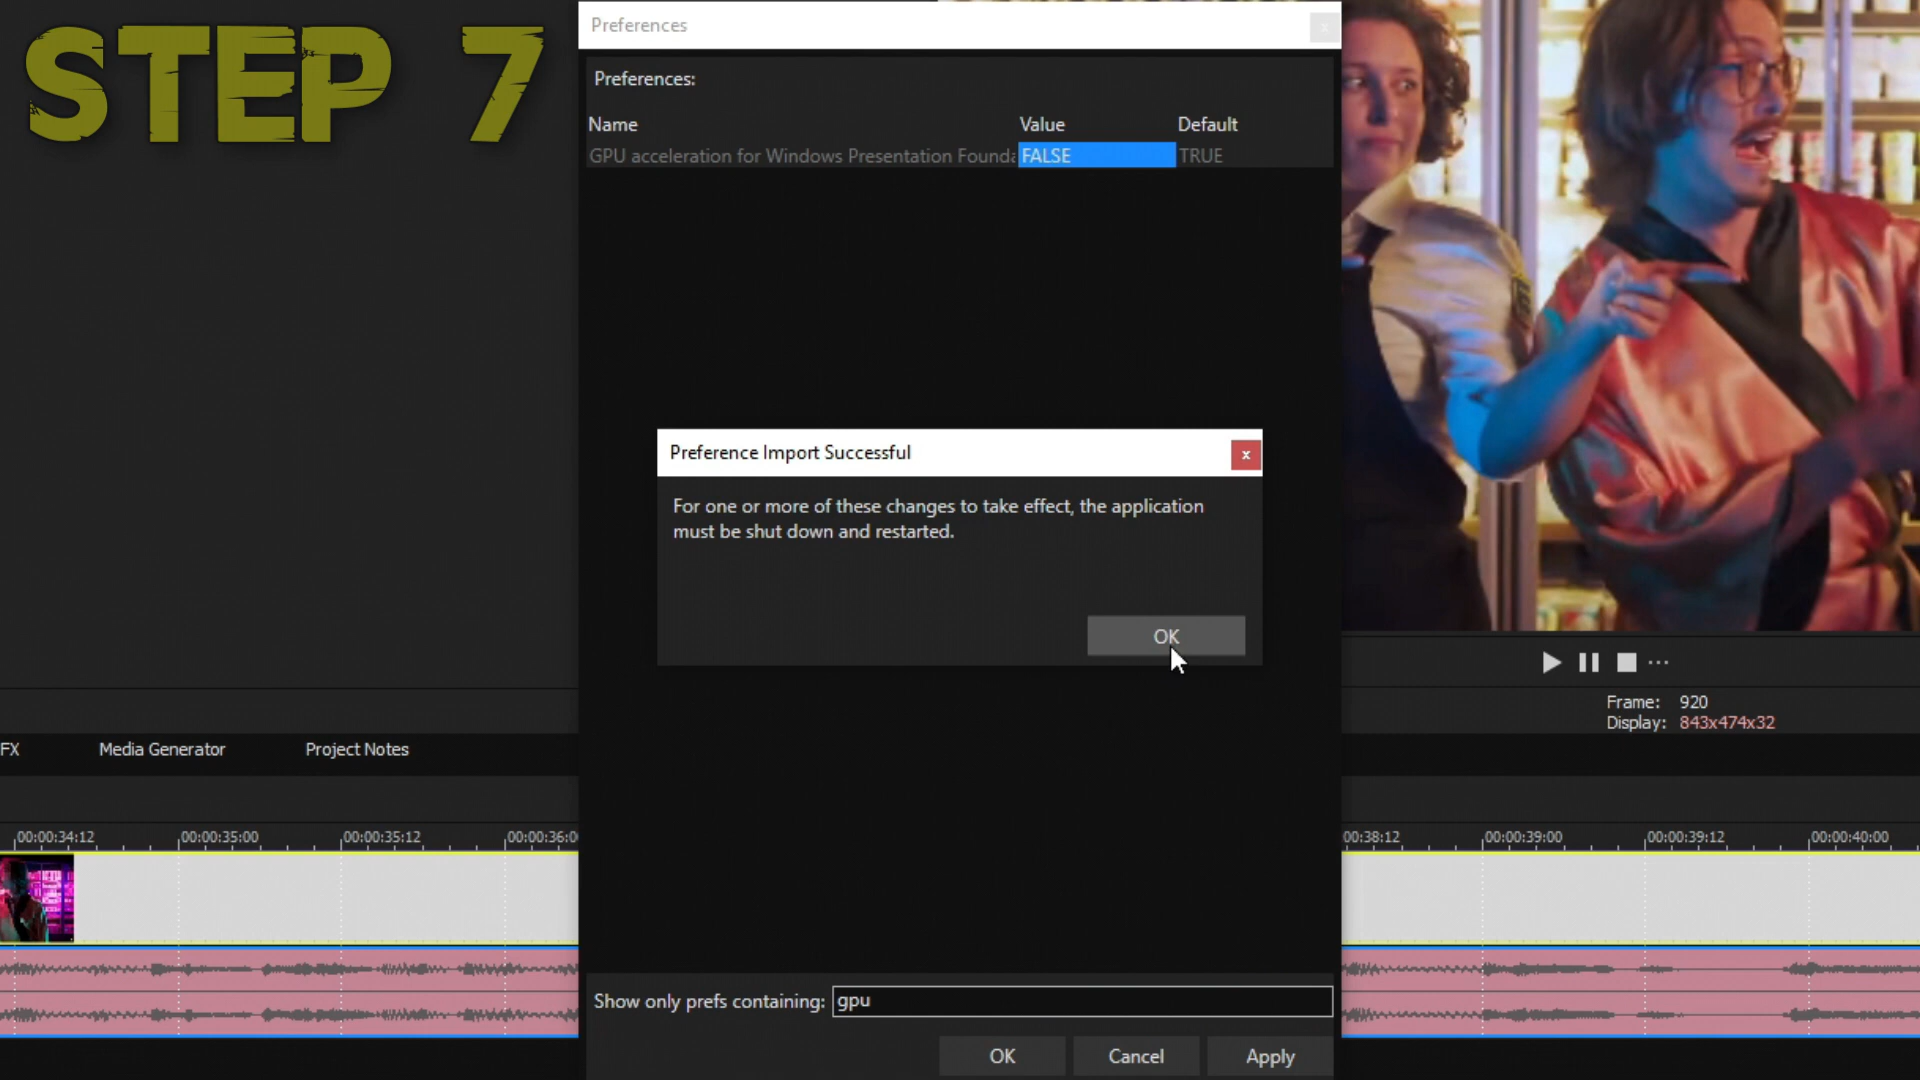 STEP 7
Preferences
x
Preferences:
Name Value Default
GPU acceleration for Windows Presentation Founda FALSE TRUE
Preference Import Successful
x
For one or more of these changes to take effect, the application
must be shut down and restarted.
OK
Frame: 920
Display: 843x474x32
FX Media Generator Project Notes
00:00:34:12 00:00:35:00 00:00:35:12 00:00:36:0 00:38:12 00:00:39:00 00:00:39:12 00:00:40:00
Show only prefs containing: gpu
OK Cancel Apply